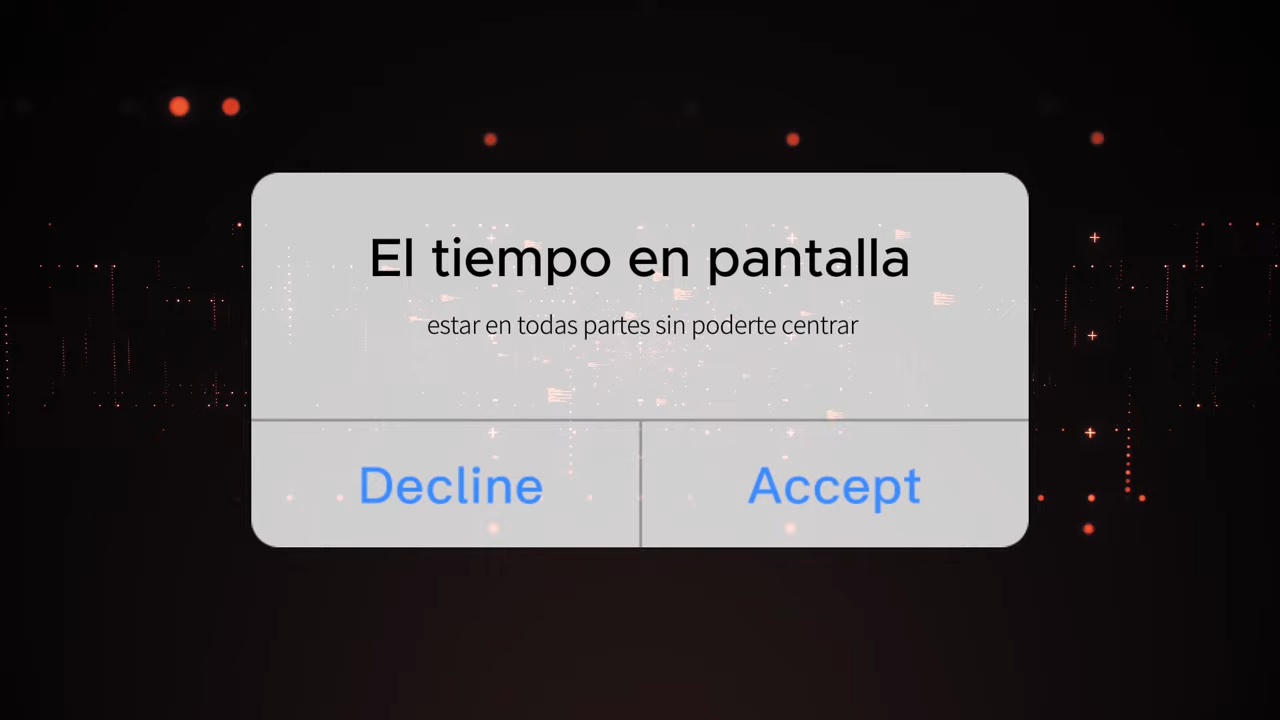 El tiempo en pantalla
estar en todas partes sin poderte centrar
Decline
Accept